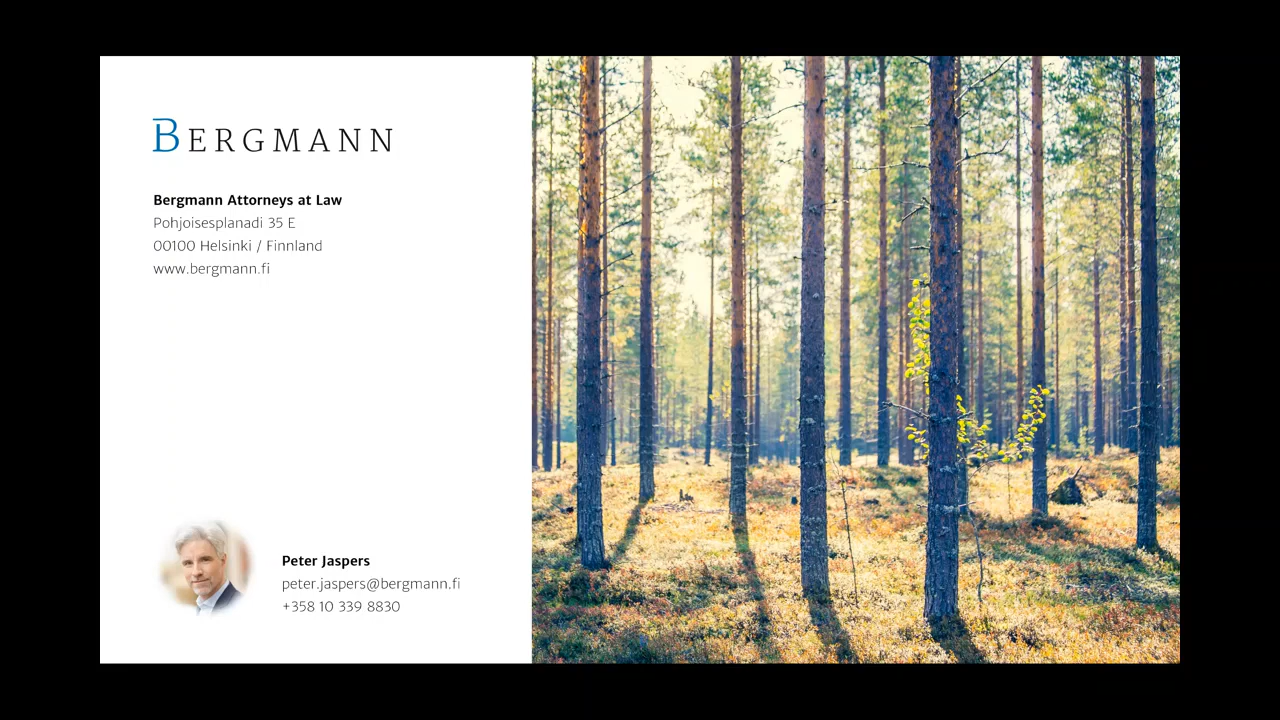 BERGMANN
Bergmann Attorneys at Law
Pohjoisesplanadi 35 E
00100 Helsinki / Finnland
www.bergmann.fi
Peter Jaspers
peter.jaspers@bergmann.fi
+358 10 339 8830